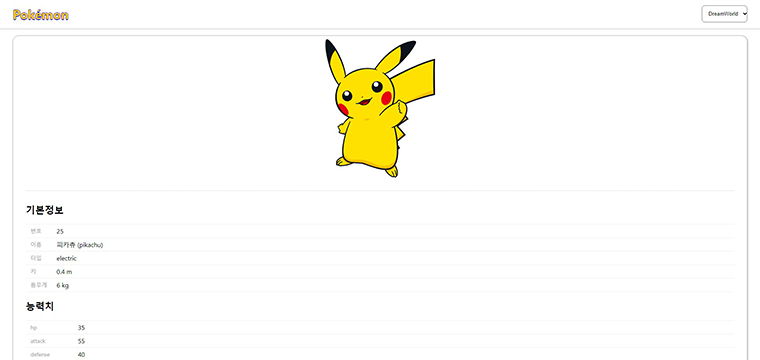 Pokémon
DreamWorld
기본정보
번호 25
이름 피카츄 (pikachu)
타입 electric
키 0.4 m
몸무게 6 kg
능력치
hp 35
attack 55
defense 40